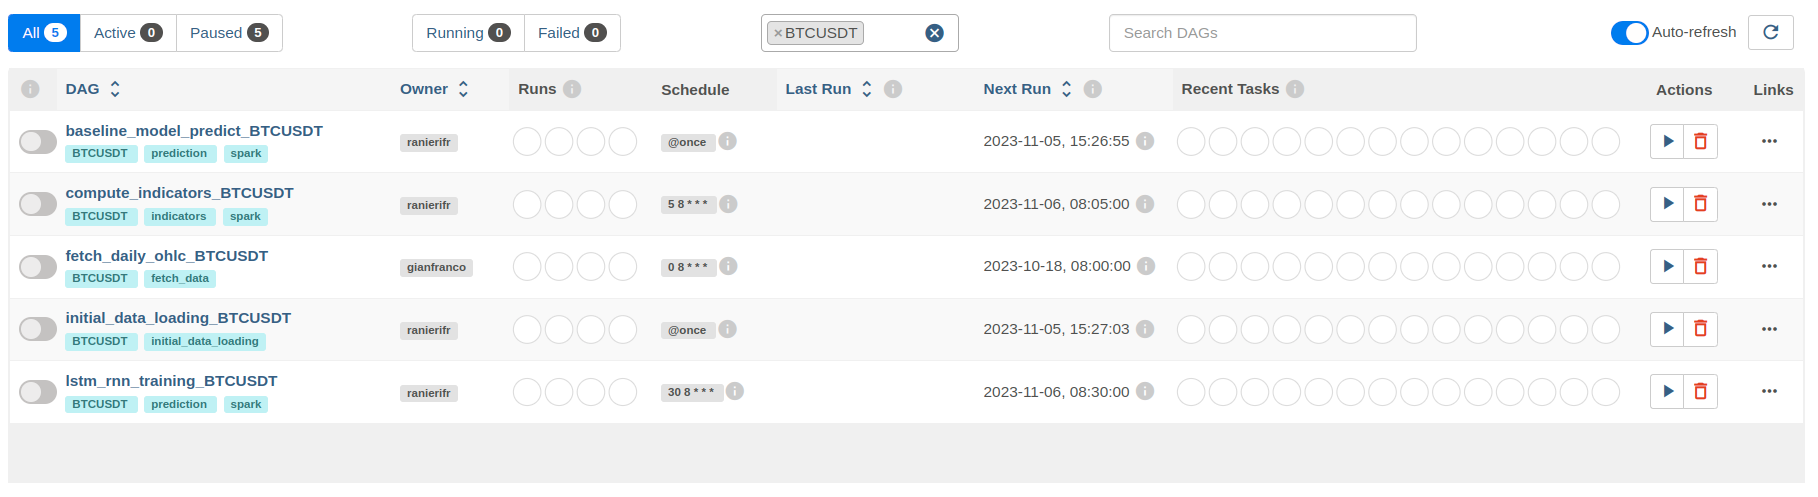 All 5 Active 0 Paused 5 Running 0 Failed 0 × BTCUSDT Search DAGs Auto-refresh
DAG Owner Runs Schedule Last Run Next Run Recent Tasks Actions Links
baseline_model_predict_BTCUSDT
ranierifr @once 2023-11-05, 15:26:55
BTCUSDT prediction spark
compute_indicators_BTCUSDT
ranierifr 5 8 * * * 2023-11-06, 08:05:00
BTCUSDT indicators spark
fetch_daily_ohlc_BTCUSDT
gianfranco 0 8 * * * 2023-10-18, 08:00:00
BTCUSDT fetch_data
initial_data_loading_BTCUSDT
ranierifr @once 2023-11-05, 15:27:03
BTCUSDT initial_data_loading
lstm_rnn_training_BTCUSDT
ranierifr 30 8 * * * 2023-11-06, 08:30:00
BTCUSDT prediction spark